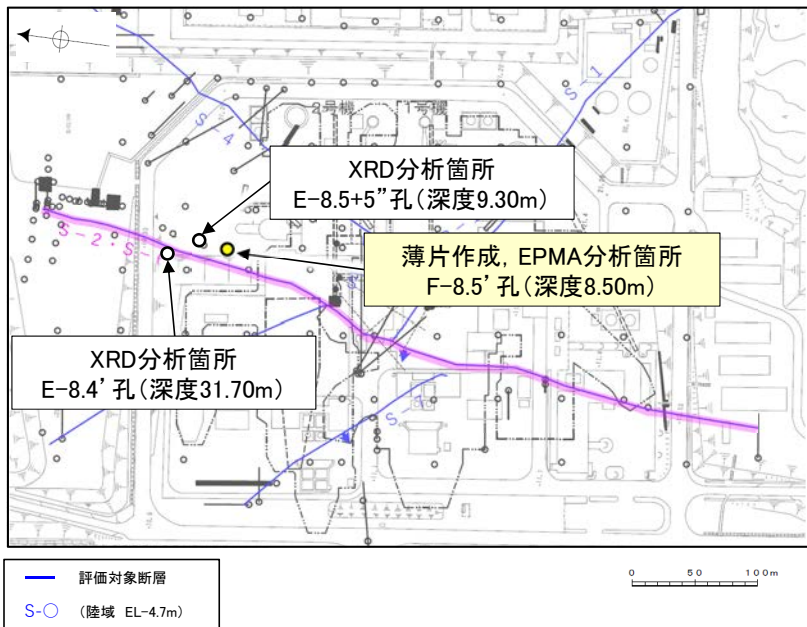 2号機
1号機
S-4
S-1
XRD分析箇所
E-8.5+5”孔(深度9.30m)
S-2・S-
薄片作成, EPMA分析箇所
F-8.5’孔(深度8.50m)
XRD分析箇所
E-8.4’孔(深度31.70m)
S-7
評価対象断層
S-○ (陸域 EL-4.7m)
0 50 100m